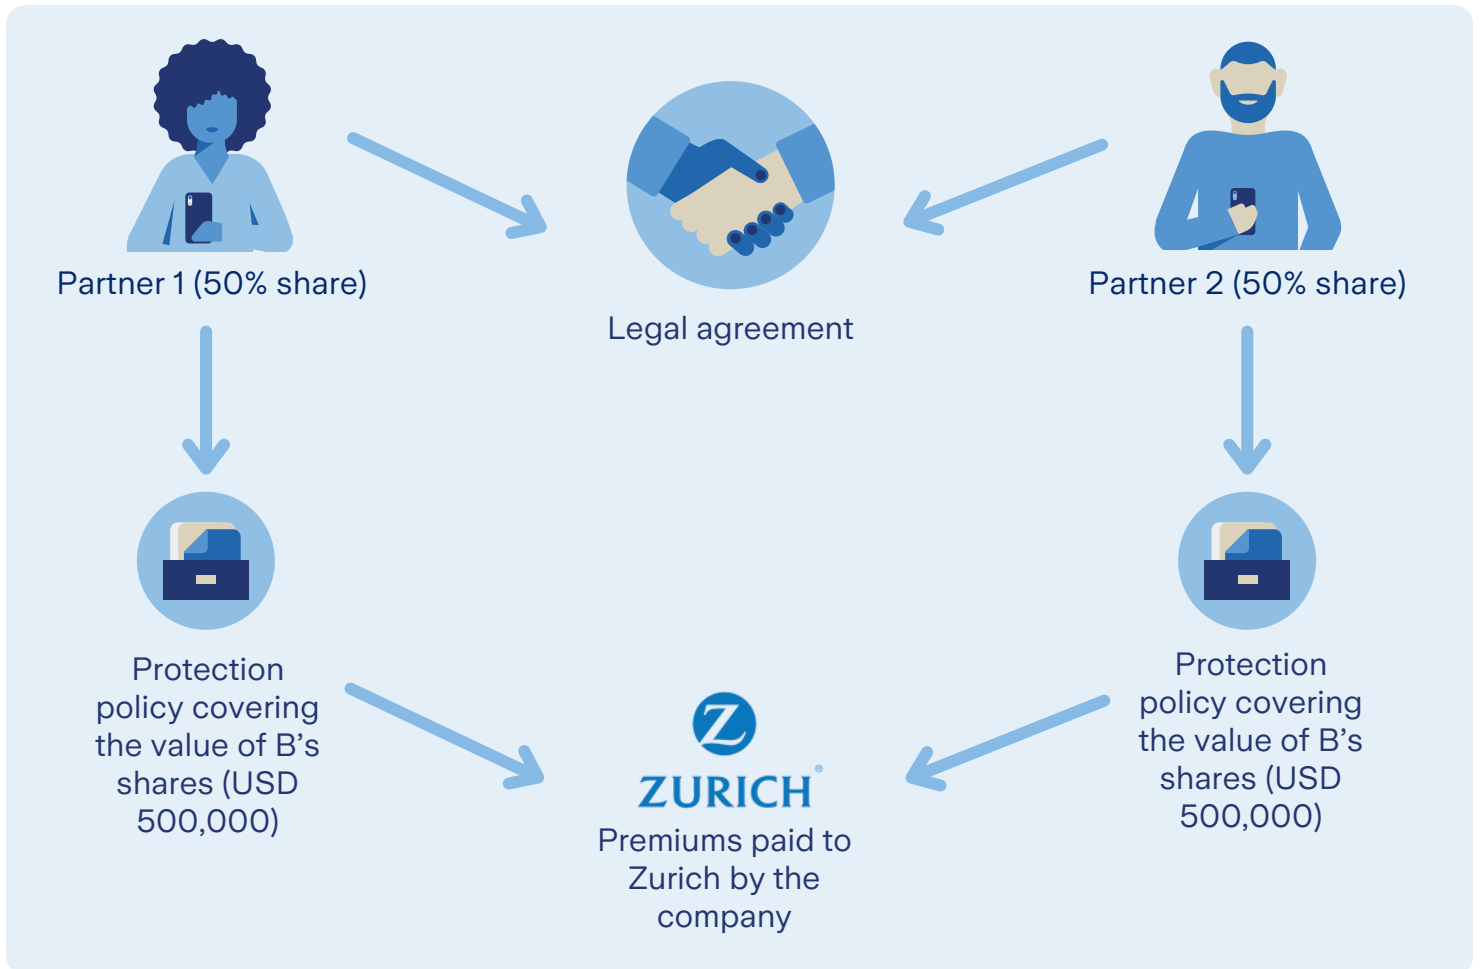 Partner 1 (50% share)
Partner 2 (50% share)
Legal agreement
Protection
policy covering
the value of B's
shares (USD
500,000)
Protection
policy covering
the value of B's
shares (USD
500,000)
Z
ZURICH®
Premiums paid to
Zurich by the
company